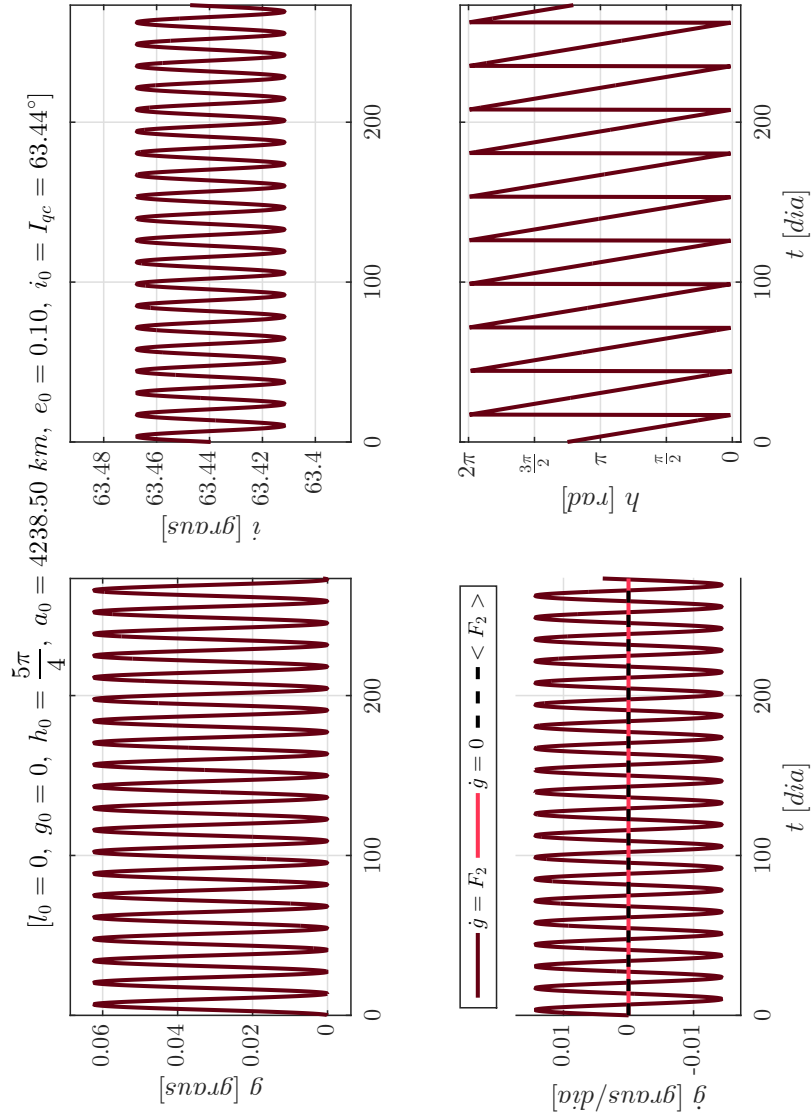 [l₀ = 0, g₀ = 0, h₀ = 5π/4, a₀ = 4238.50 km, e₀ = 0.10, i₀ = I_qc = 63.44°]
g [graus]
0.06
0.04
0.02
0
0 100 200
i [graus]
63.48
63.46
63.44
63.42
63.4
0 100 200
ġ = F₂ ġ = 0 < F₂ >
ġ [graus/dia]
0.01
0
-0.01
0 100 200
t [dia]
h [rad]
2π
3π/2
π
π/2
0
0 100 200
t [dia]